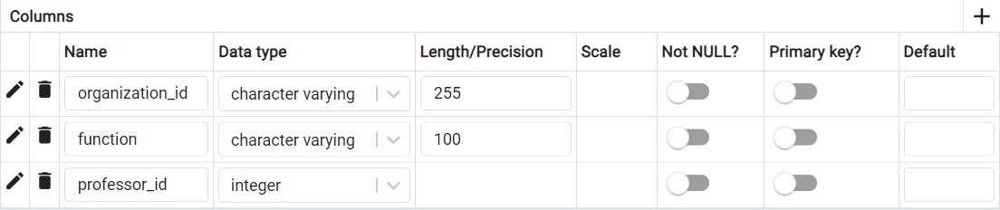 Columns
Name Data type Length/Precision Scale Not NULL? Primary key? Default
organization_id character varying 255
function character varying 100
professor_id integer